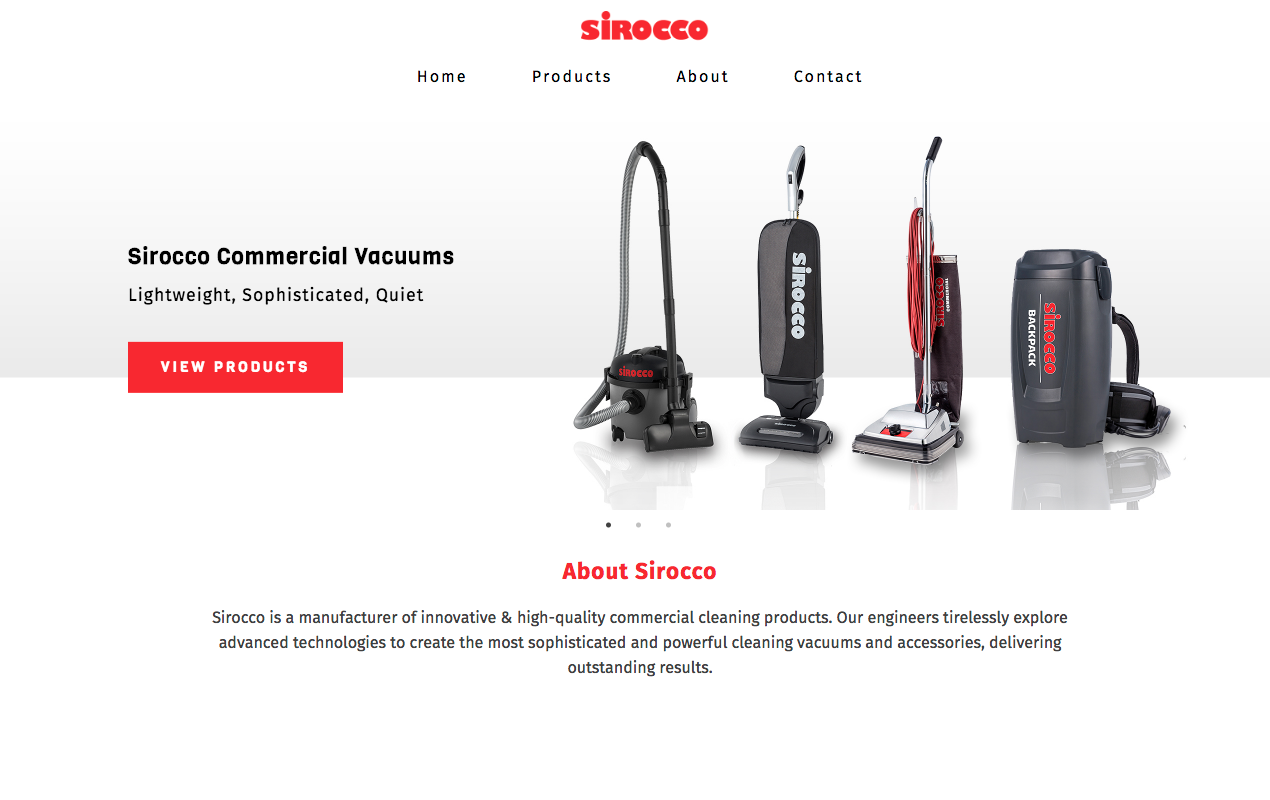 SiROCCO
Home Products About Contact
Sirocco Commercial Vacuums
Lightweight, Sophisticated, Quiet
VIEW PRODUCTS
SiROCCO
SiROCCO
SiROCCO
SiROCCO
BACKPACK
About Sirocco
Sirocco is a manufacturer of innovative & high-quality commercial cleaning products. Our engineers tirelessly explore
advanced technologies to create the most sophisticated and powerful cleaning vacuums and accessories, delivering
outstanding results.